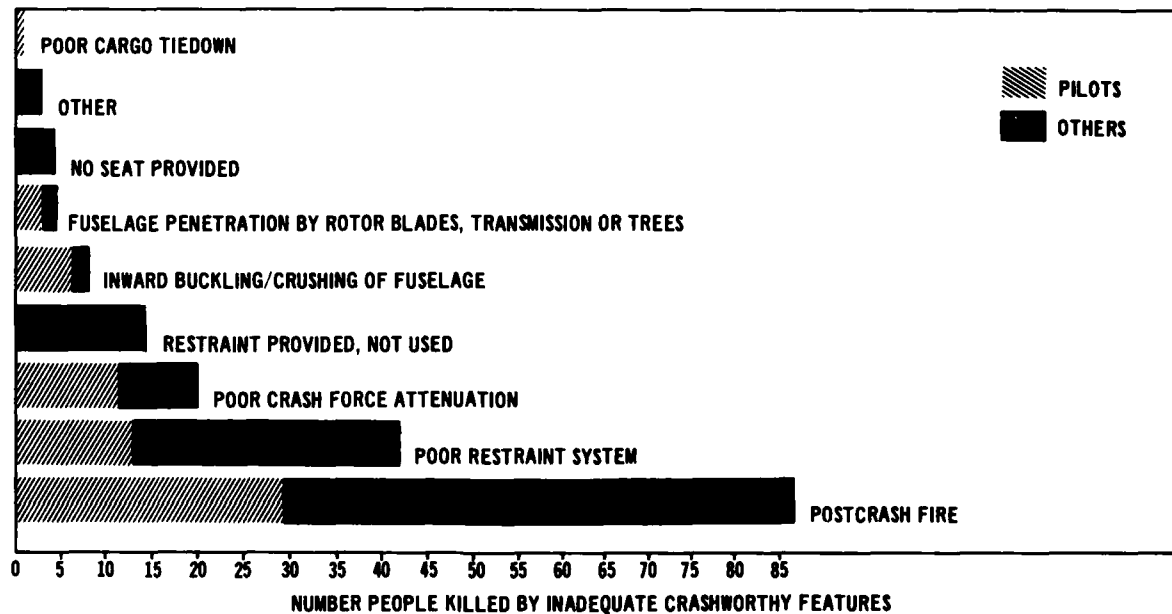 POOR CARGO TIEDOWN
OTHER
NO SEAT PROVIDED
FUSELAGE PENETRATION BY ROTOR BLADES, TRANSMISSION OR TREES
INWARD BUCKLING/CRUSHING OF FUSELAGE
RESTRAINT PROVIDED, NOT USED
POOR CRASH FORCE ATTENUATION
POOR RESTRAINT SYSTEM
POSTCRASH FIRE
PILOTS
OTHERS
0 5 10 15 20 25 30 35 40 45 50 55 60 65 70 75 80 85
NUMBER PEOPLE KILLED BY INADEQUATE CRASHWORTHY FEATURES